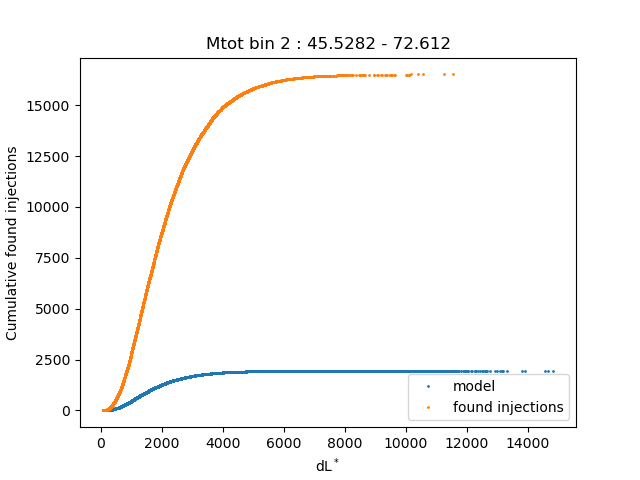 Mtot bin 2 : 45.5282 - 72.612
Cumulative found injections
15000
12500
10000
7500
5000
2500
0
model
found injections
0 2000 4000 6000 8000 10000 12000 14000
dL*